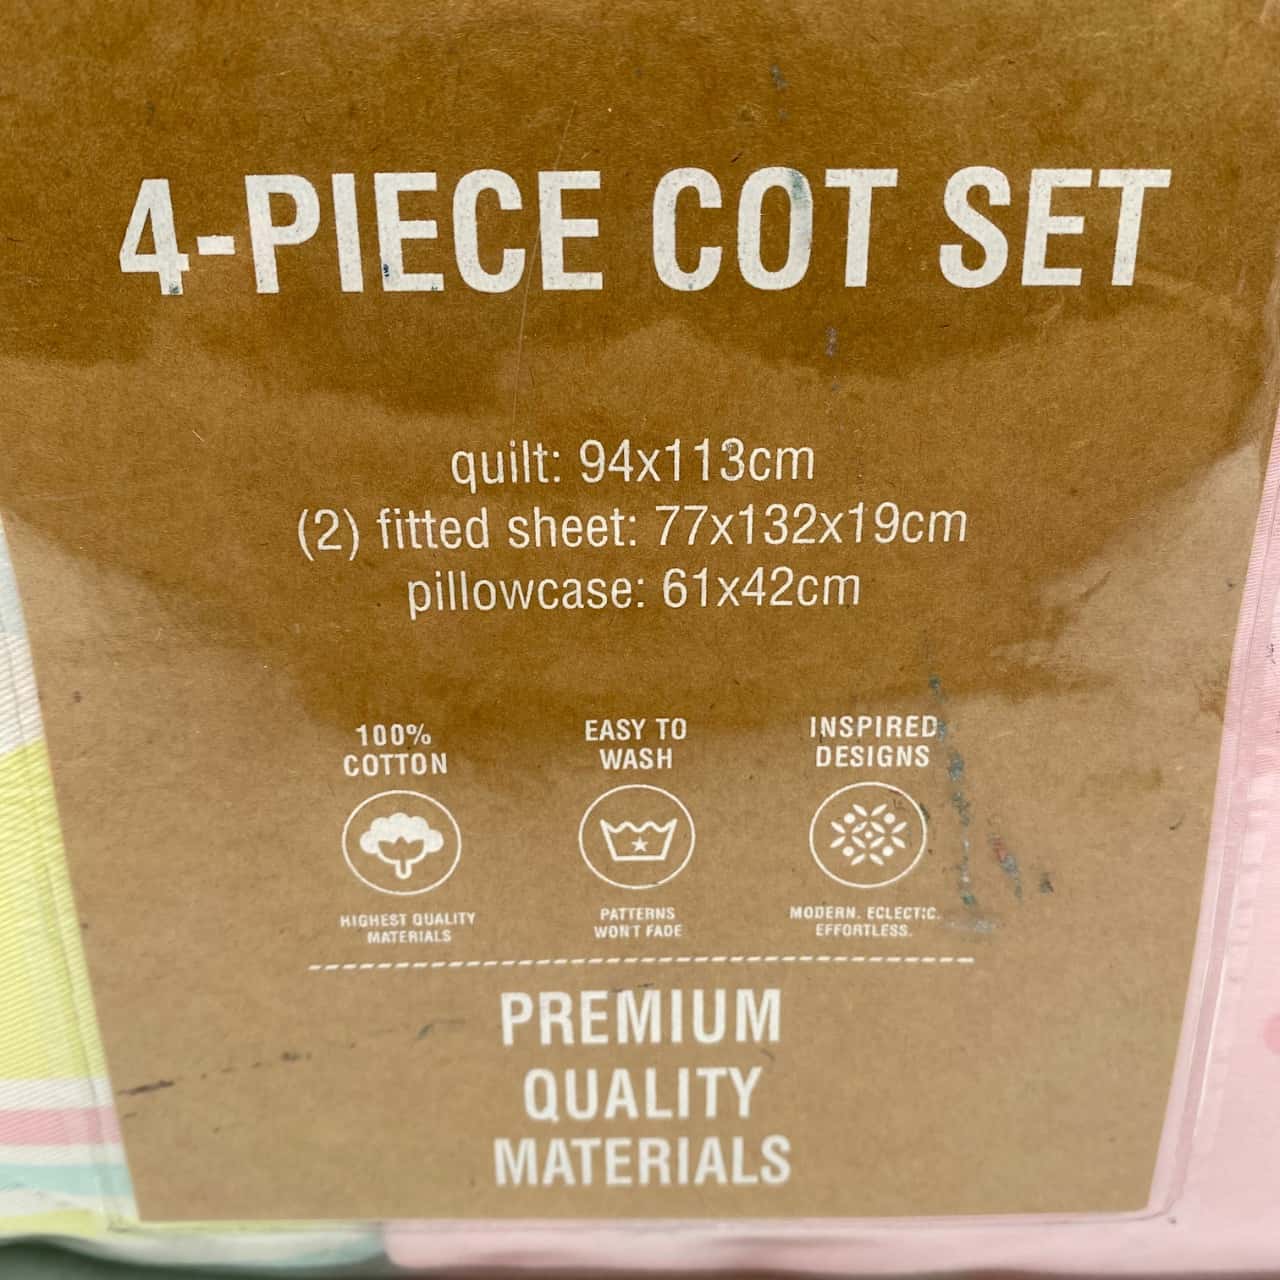 4-PIECE COT SET
quilt: 94x113cm
(2) fitted sheet: 77x132x19cm
pillowcase: 61x42cm
100%
COTTON
HIGHEST QUALITY
MATERIALS
EASY TO
WASH
PATTERNS
WON'T FADE
INSPIRED
DESIGNS
MODERN. ECLECTIC.
EFFORTLESS.
PREMIUM
QUALITY
MATERIALS